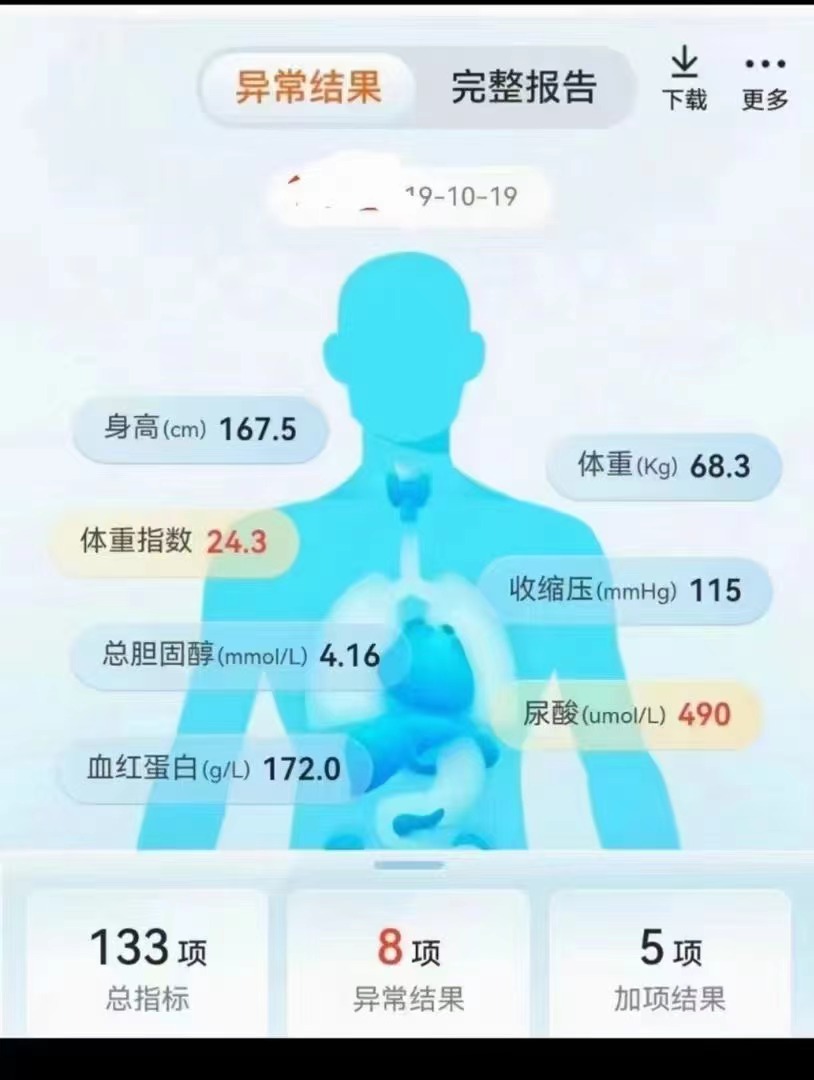 异常结果 完整报告 下载 更多
19-10-19
身高(cm) 167.5
体重(Kg) 68.3
体重指数 24.3
收缩压(mmHg) 115
总胆固醇(mmol/L) 4.16
尿酸(umol/L) 490
血红蛋白(g/L) 172.0
133项 8项 5项
总指标 异常结果 加项结果